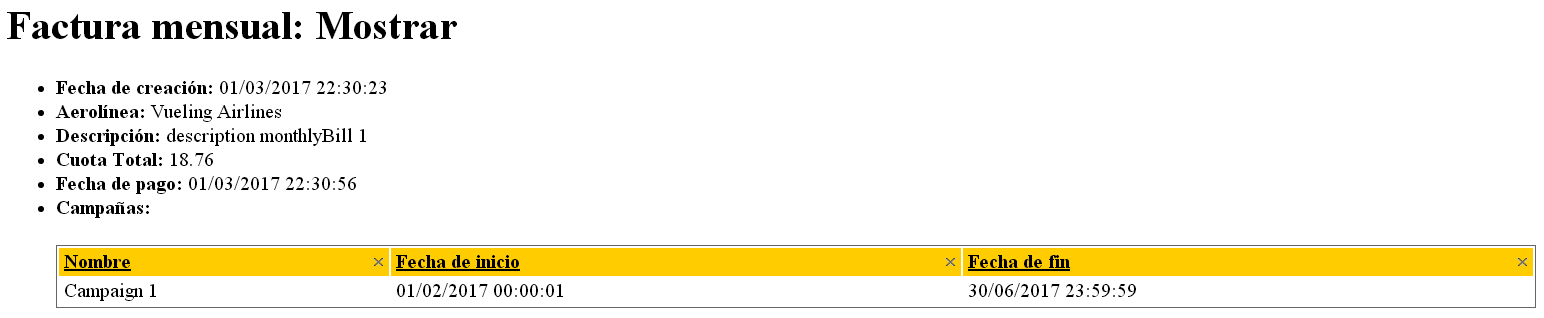 Factura mensual: Mostrar
Fecha de creación: 01/03/2017 22:30:23
Aerolínea: Vueling Airlines
Descripción: description monthlyBill 1
Cuota Total: 18.76
Fecha de pago: 01/03/2017 22:30:56
Campañas:
Nombre × Fecha de inicio × Fecha de fin ×
Campaign 1 01/02/2017 00:00:01 30/06/2017 23:59:59